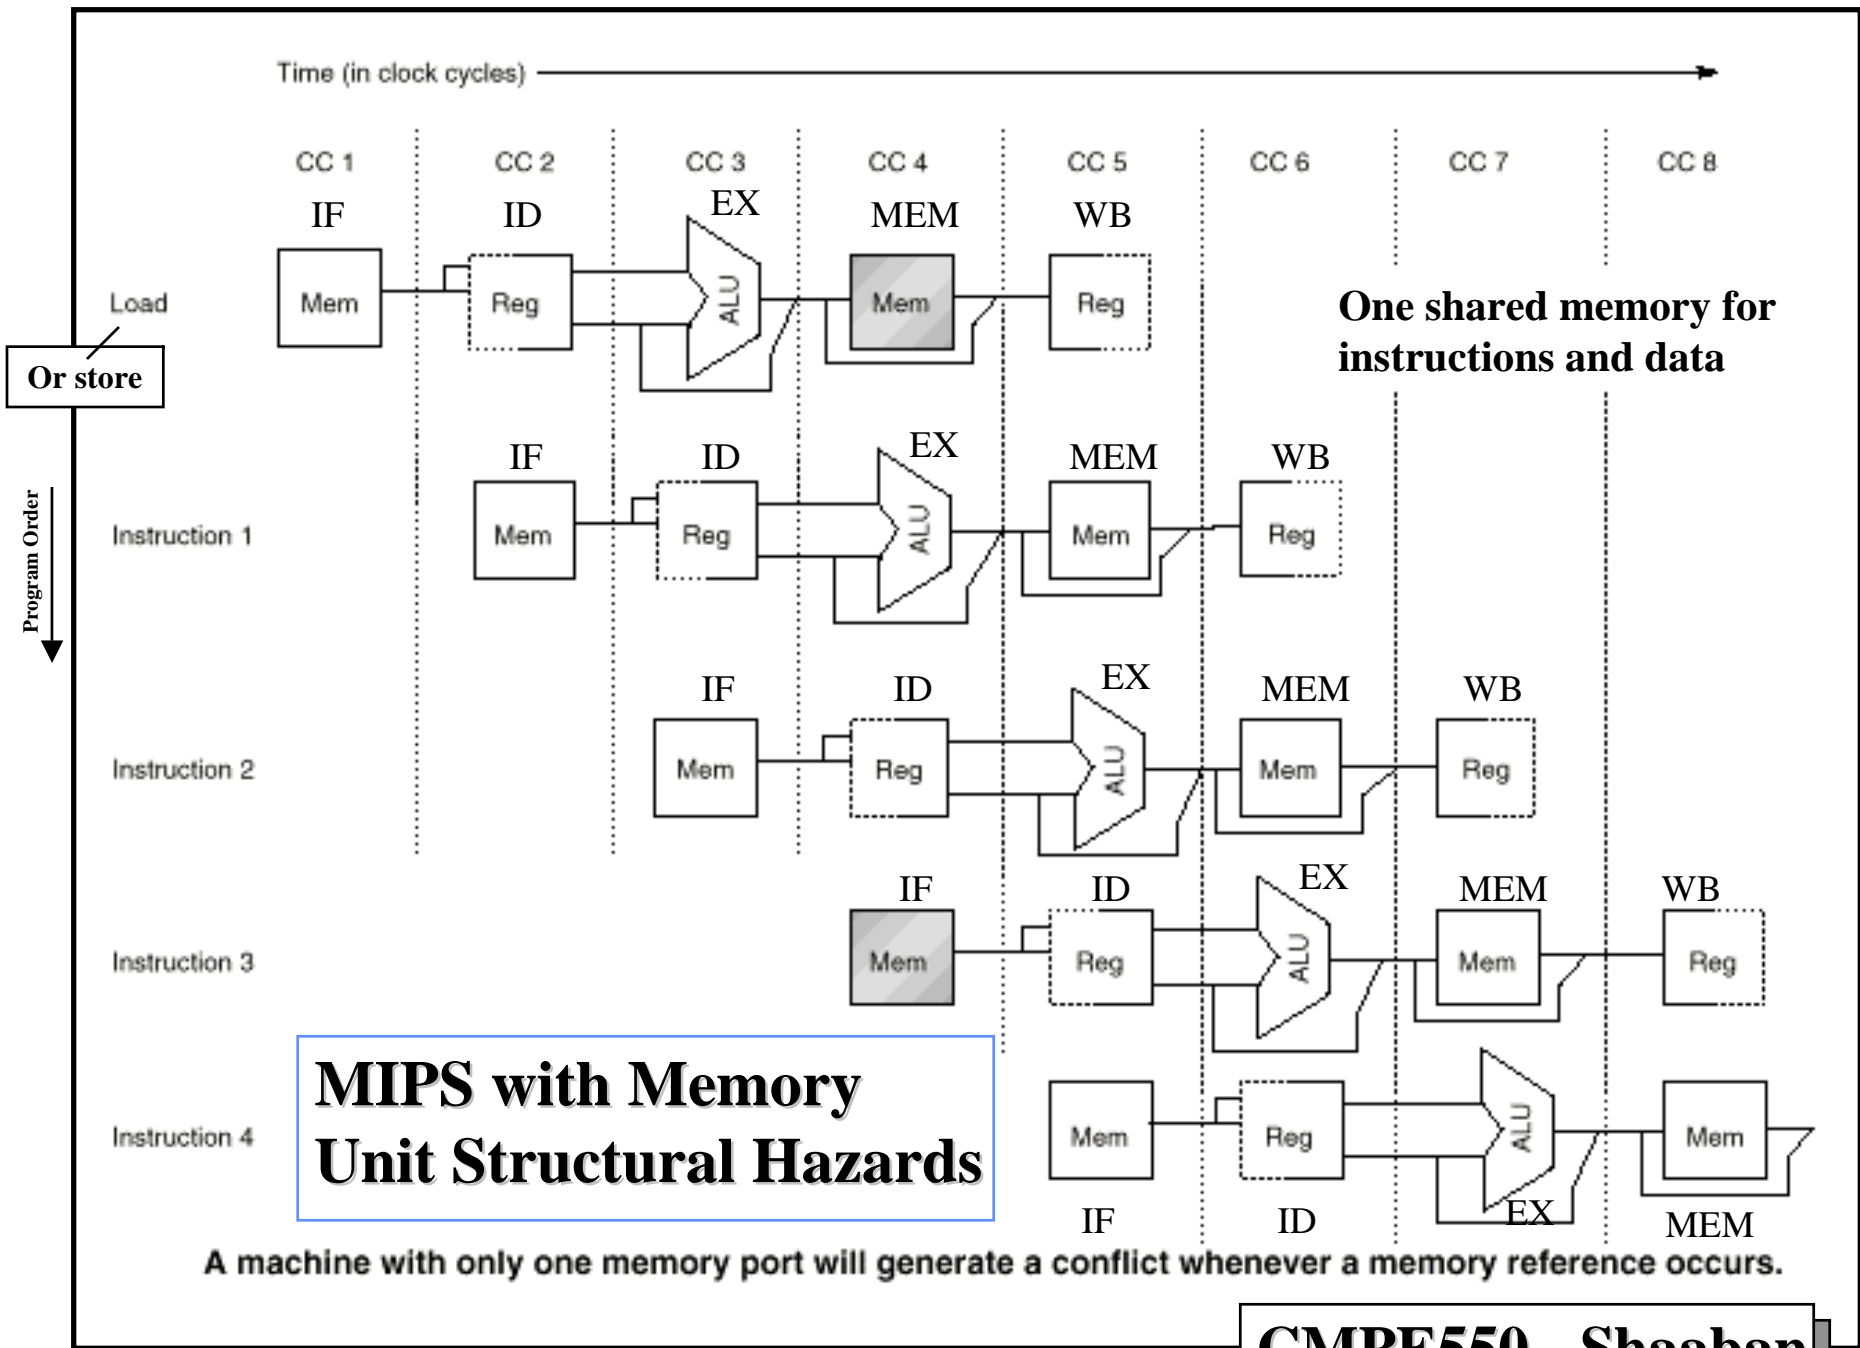 Time (in clock cycles)
CC 1 CC 2 CC 3 CC 4 CC 5 CC 6 CC 7 CC 8
IF ID EX MEM WB
Load Mem Reg ALU Mem Reg
Or store
One shared memory for
instructions and data
IF ID EX MEM WB
Instruction 1 Mem Reg ALU Mem Reg
Program Order
IF ID EX MEM WB
Instruction 2 Mem Reg ALU Mem Reg
IF ID EX MEM WB
Instruction 3 Mem Reg ALU Mem Reg
MIPS with Memory
Unit Structural Hazards
Instruction 4 Mem Reg ALU Mem
IF ID EX MEM
A machine with only one memory port will generate a conflict whenever a memory reference occurs.
CMPE550 - Shaaban